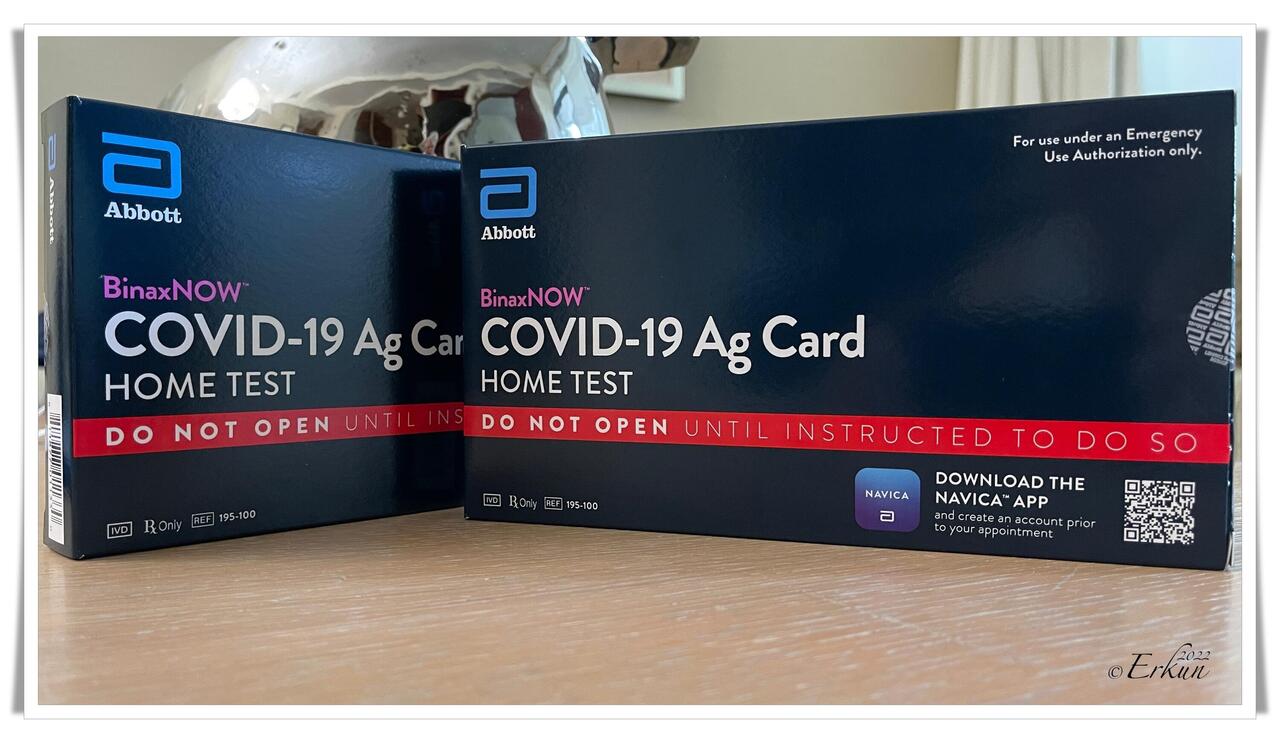 Abbott
Abbott
BinaxNOW™
COVID-19 Ag Car
HOME TEST
DO NOT OPEN UNTIL INS
IVD ℞ Only REF 195-100
For use under an Emergency
Use Authorization only.
Abbott
BinaxNOW™
COVID-19 Ag Card
HOME TEST
DO NOT OPEN UNTIL INSTRUCTED TO DO SO
IVD ℞ Only REF 195-100
NAVICA
DOWNLOAD THE
NAVICA™ APP
and create an account prior
to your appointment
© Erkun 2022